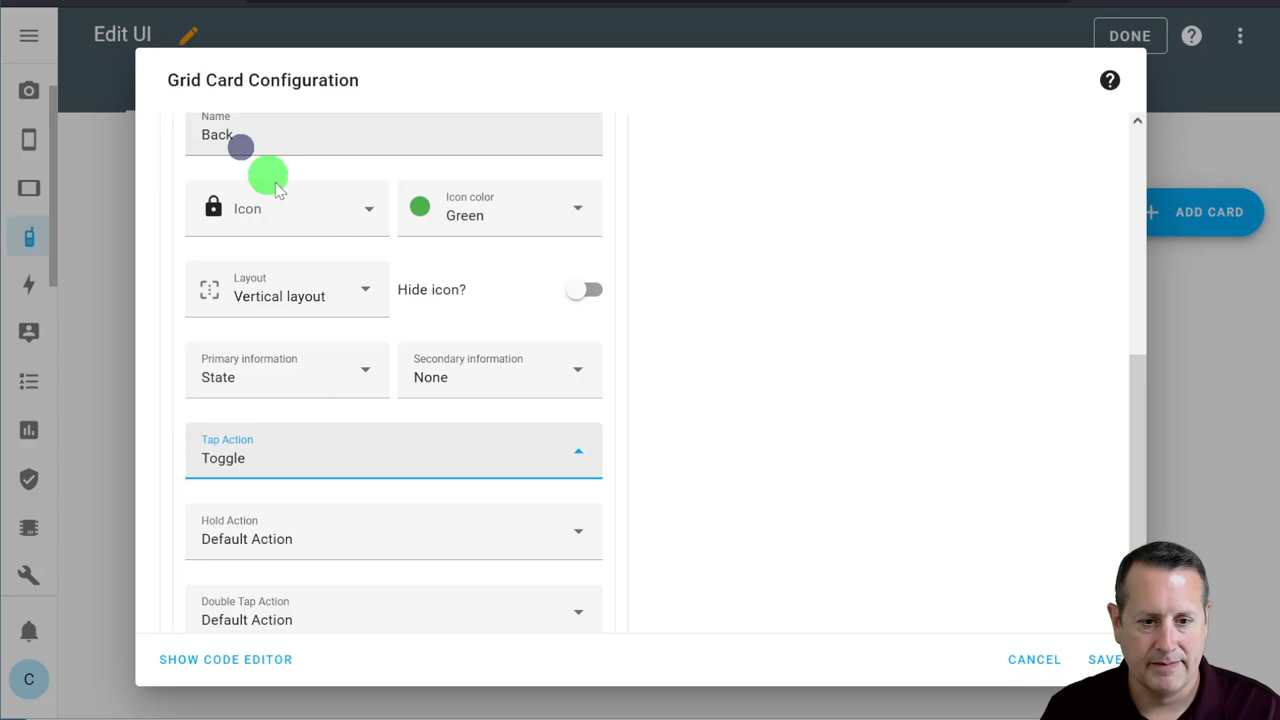 Edit UI
DONE
Grid Card Configuration
Name
Back
Icon
Icon color
Green
ADD CARD
Layout
Vertical layout
Hide icon?
Primary information
State
Secondary information
None
Tap Action
Toggle
Hold Action
Default Action
Double Tap Action
Default Action
SHOW CODE EDITOR
CANCEL
SAVE
C